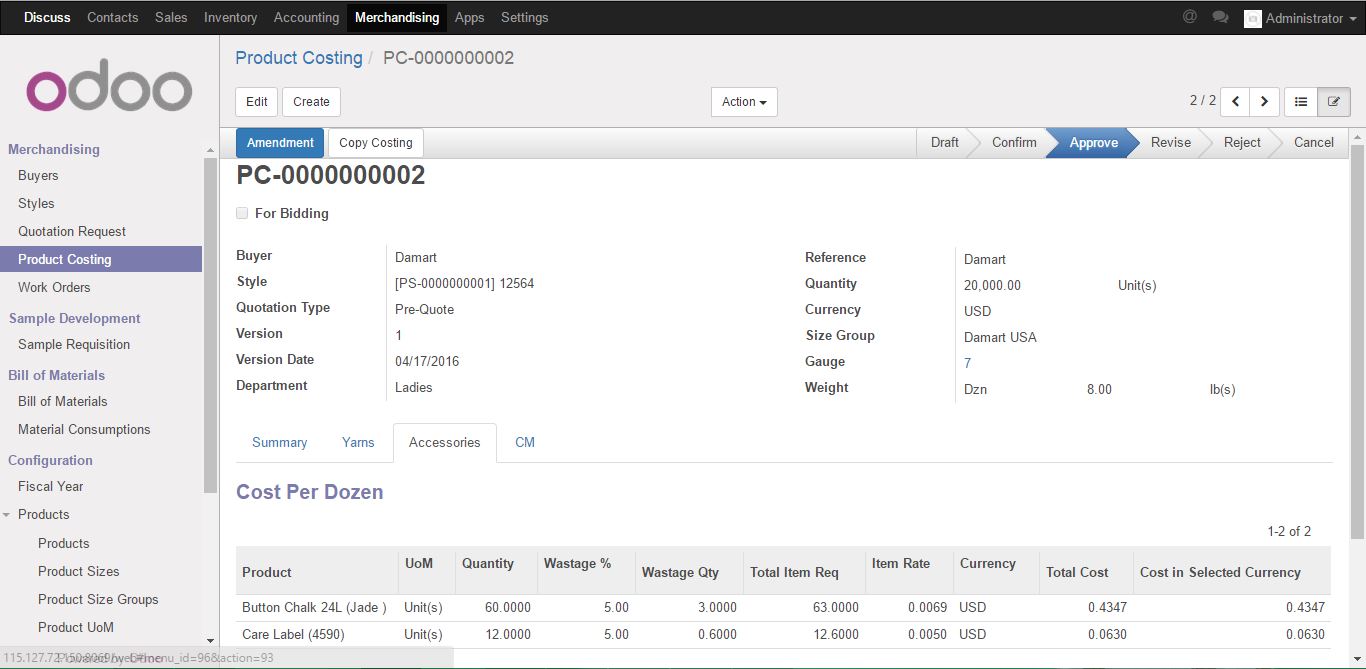 Discuss Contacts Sales Inventory Accounting Merchandising Apps Settings @ Administrator
odoo
Product Costing / PC-0000000002
Edit Create Action 2 / 2
Merchandising
Buyers
Styles
Quotation Request
Product Costing
Work Orders
Sample Development
Sample Requisition
Bill of Materials
Bill of Materials
Material Consumptions
Configuration
Fiscal Year
Products
Products
Product Sizes
Product Size Groups
Product UoM
Amendment Copy Costing Draft Confirm Approve Revise Reject Cancel
PC-0000000002
For Bidding
Buyer Damart
Style [PS-0000000001] 12564
Quotation Type Pre-Quote
Version 1
Version Date 04/17/2016
Department Ladies
Reference Damart
Quantity 20,000.00 Unit(s)
Currency USD
Size Group Damart USA
Gauge 7
Weight Dzn 8.00 lb(s)
Summary Yarns Accessories CM
Cost Per Dozen
1-2 of 2
Product UoM Quantity Wastage % Wastage Qty Total Item Req Item Rate Currency Total Cost Cost in Selected Currency
Button Chalk 24L (Jade ) Unit(s) 60.0000 5.00 3.0000 63.0000 0.0069 USD 0.4347 0.4347
Care Label (4590) Unit(s) 12.0000 5.00 0.6000 12.6000 0.0050 USD 0.0630 0.0630
115.127.72.150:8069/web#menu_id=96&action=93